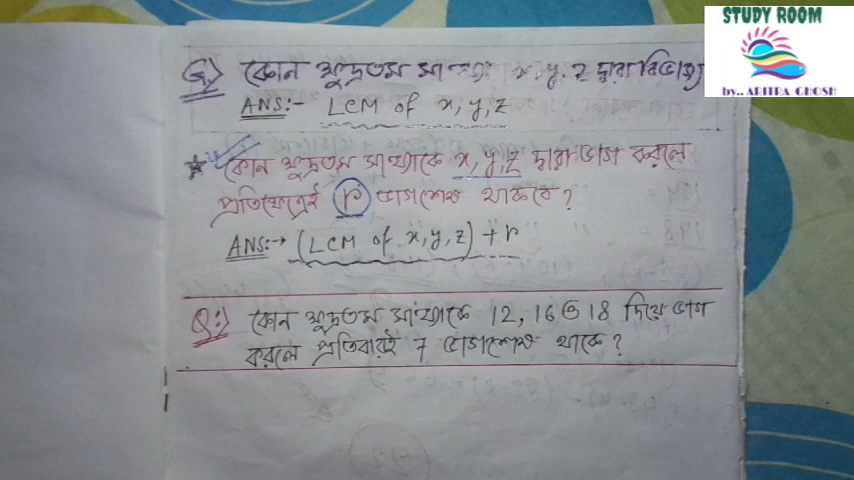 STUDY ROOM
by.. ARITRA GHOSH
Q:) কোন ক্ষুদ্রতম সংখ্যা x, y, z দ্বারা বিভাজ্য
ANS:- LCM of x, y, z
★ কোন ক্ষুদ্রতম সংখ্যাকে x, y, z দ্বারা ভাগ করলে
প্রতিক্ষেত্রেই r ভাগশেষ থাকবে?
ANS:→ (LCM of x, y, z) + r
Q:) কোন ক্ষুদ্রতম সংখ্যাকে 12, 16 ও 18 দিয়ে ভাগ
করলে প্রতিবারই 7 ভাগশেষ থাকে?